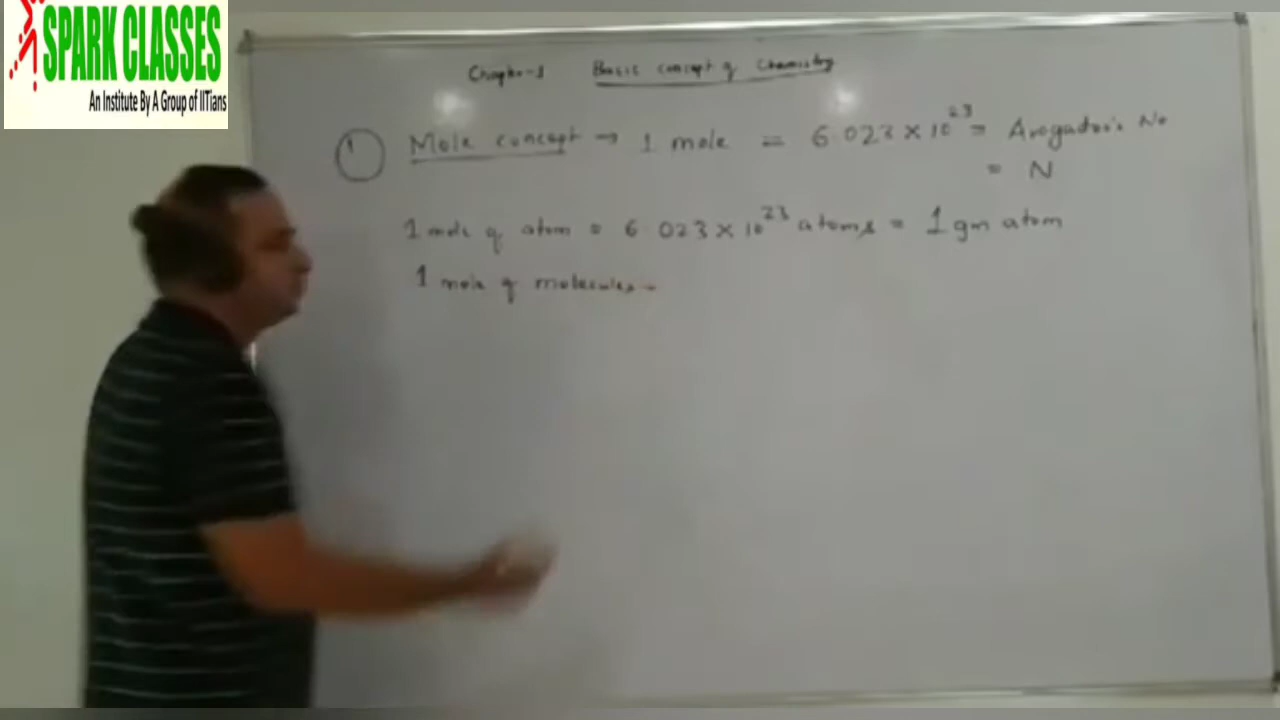 SPARK CLASSES
An Institute By A Group of IITians
Chapter-1 Basic concept of Chemistry
1 Mole concept → 1 mole = 6.023 × 10²³ = Avogadro's No
= N
1 mole of atom = 6.023 × 10²³ atoms = 1 gm atom
1 mole of molecules -